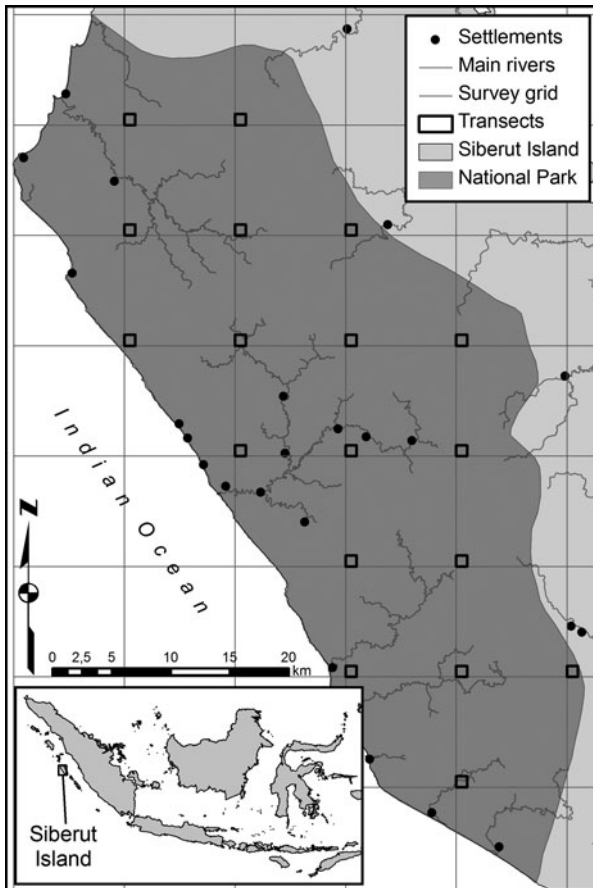 Settlements
Main rivers
Survey grid
Transects
Siberut Island
National Park
Indian Ocean
N
0 2,5 5 10 15 20
km
Siberut
Island